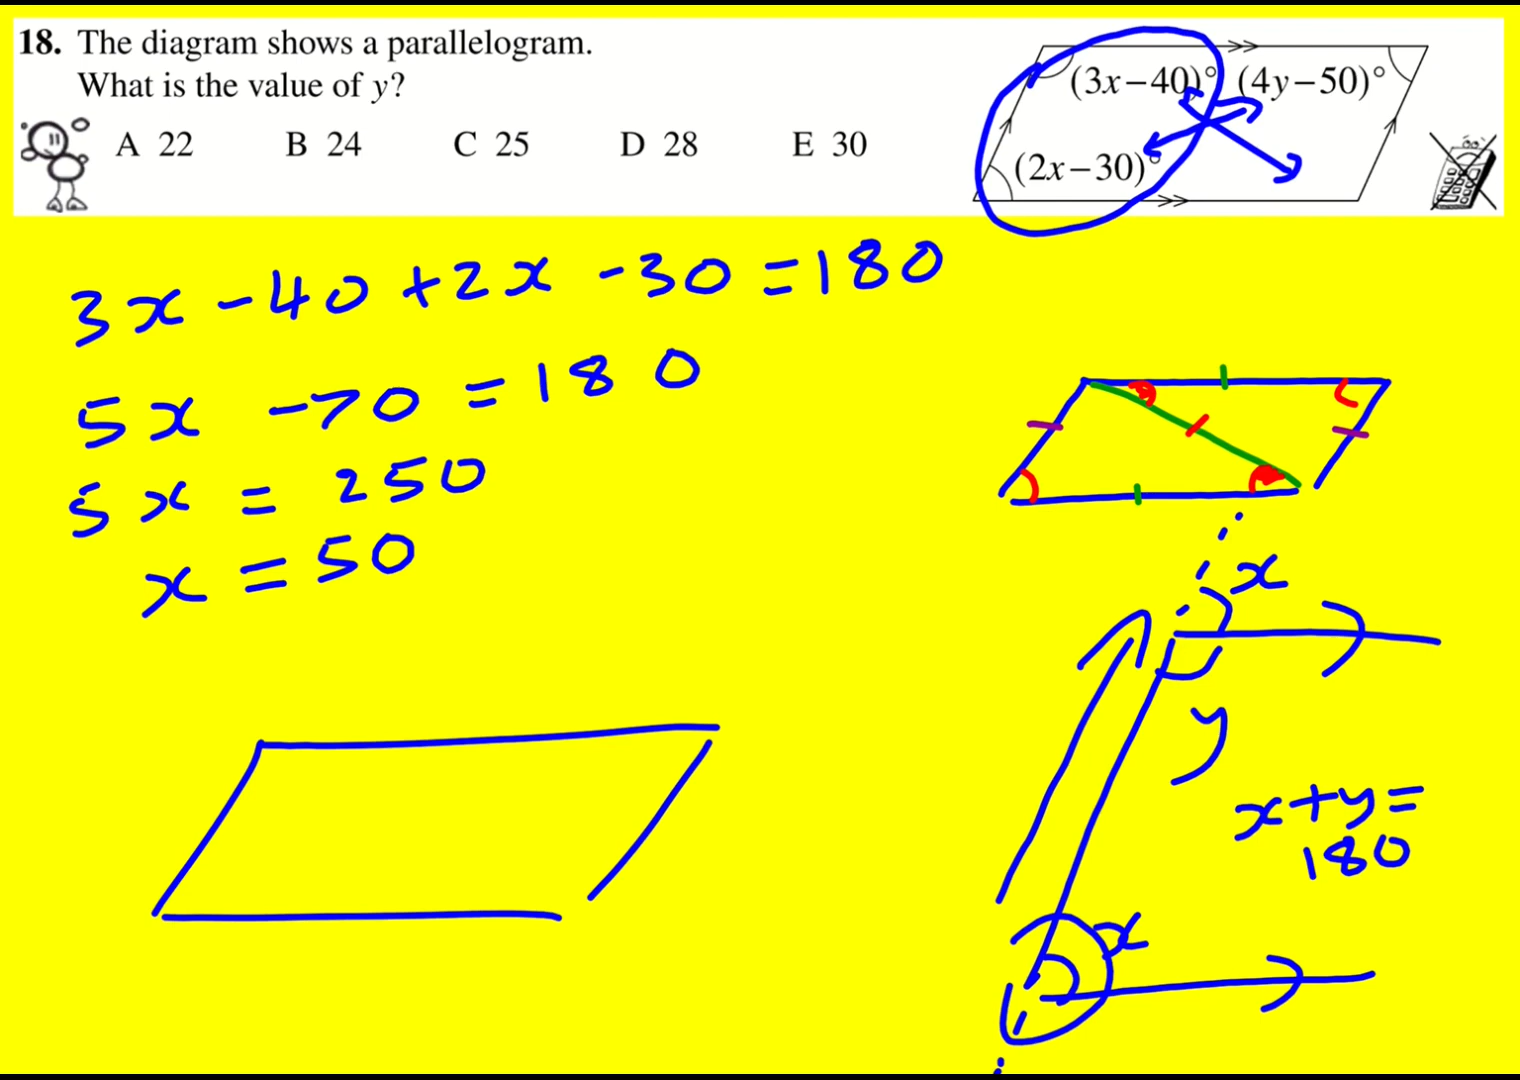 18. The diagram shows a parallelogram.
What is the value of y?
A 22 B 24 C 25 D 28 E 30
(3x−40)° (4y−50)°
(2x−30)°
3x - 40 + 2x - 30 = 180
5x - 70 = 180
5x = 250
x = 50
x
y
x+y=
180
x